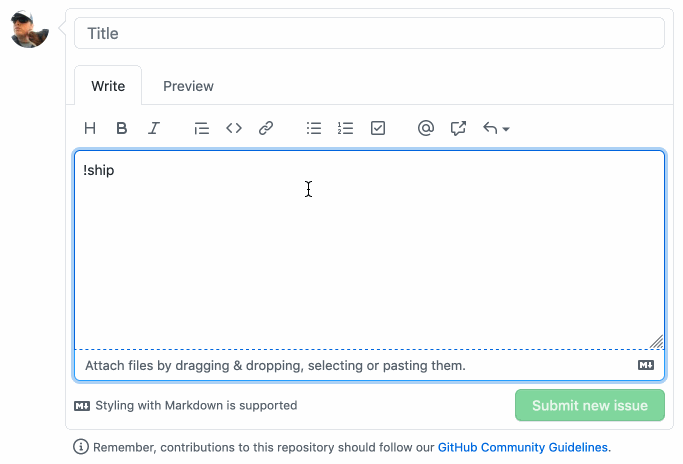 Title
Write Preview
H B I @
!ship
Attach files by dragging & dropping, selecting or pasting them.
Styling with Markdown is supported
Submit new issue
Remember, contributions to this repository should follow our GitHub Community Guidelines.